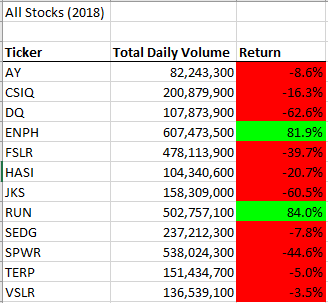 All Stocks (2018)
Ticker Total Daily Volume Return
AY 82,243,300 -8.6%
CSIQ 200,879,900 -16.3%
DQ 107,873,900 -62.6%
ENPH 607,473,500 81.9%
FSLR 478,113,900 -39.7%
HASI 104,340,600 -20.7%
JKS 158,309,000 -60.5%
RUN 502,757,100 84.0%
SEDG 237,212,300 -7.8%
SPWR 538,024,300 -44.6%
TERP 151,434,700 -5.0%
VSLR 136,539,100 -3.5%